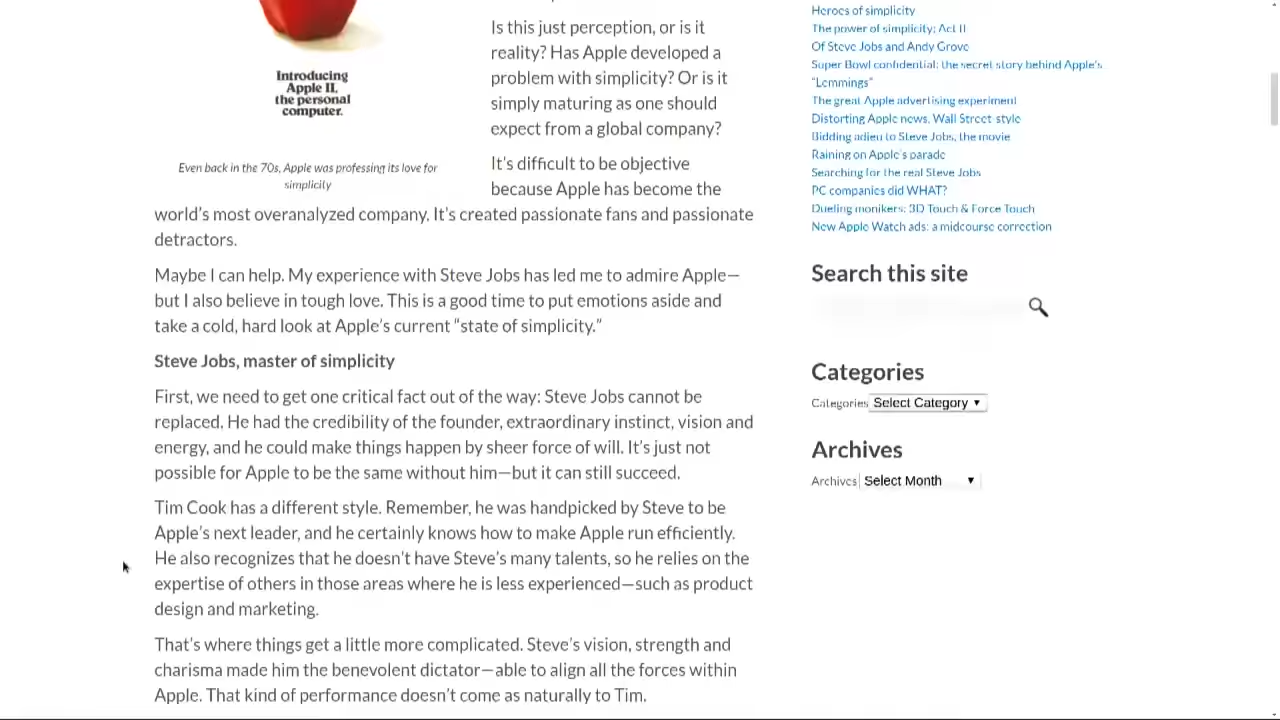 Introducing
Apple II,
the personal
computer.
Even back in the 70s, Apple was professing its love for
simplicity
Is this just perception, or is it
reality? Has Apple developed a
problem with simplicity? Or is it
simply maturing as one should
expect from a global company?
It's difficult to be objective
because Apple has become the
world's most overanalyzed company. It's created passionate fans and passionate
detractors.
Maybe I can help. My experience with Steve Jobs has led me to admire Apple—
but I also believe in tough love. This is a good time to put emotions aside and
take a cold, hard look at Apple's current "state of simplicity."
Steve Jobs, master of simplicity
First, we need to get one critical fact out of the way: Steve Jobs cannot be
replaced. He had the credibility of the founder, extraordinary instinct, vision and
energy, and he could make things happen by sheer force of will. It's just not
possible for Apple to be the same without him—but it can still succeed.
Tim Cook has a different style. Remember, he was handpicked by Steve to be
Apple's next leader, and he certainly knows how to make Apple run efficiently.
He also recognizes that he doesn't have Steve's many talents, so he relies on the
expertise of others in those areas where he is less experienced—such as product
design and marketing.
That's where things get a little more complicated. Steve's vision, strength and
charisma made him the benevolent dictator—able to align all the forces within
Apple. That kind of performance doesn't come as naturally to Tim.
Heroes of simplicity
The power of simplicity: Act II
Of Steve Jobs and Andy Grove
Super Bowl confidential: the secret story behind Apple's
"Lemmings"
The great Apple advertising experiment
Distorting Apple news, Wall Street-style
Bidding adieu to Steve Jobs, the movie
Raining on Apple's parade
Searching for the real Steve Jobs
PC companies did WHAT?
Dueling monikers: 3D Touch & Force Touch
New Apple Watch ads: a midcourse correction
Search this site
Categories
Categories Select Category
Archives
Archives Select Month